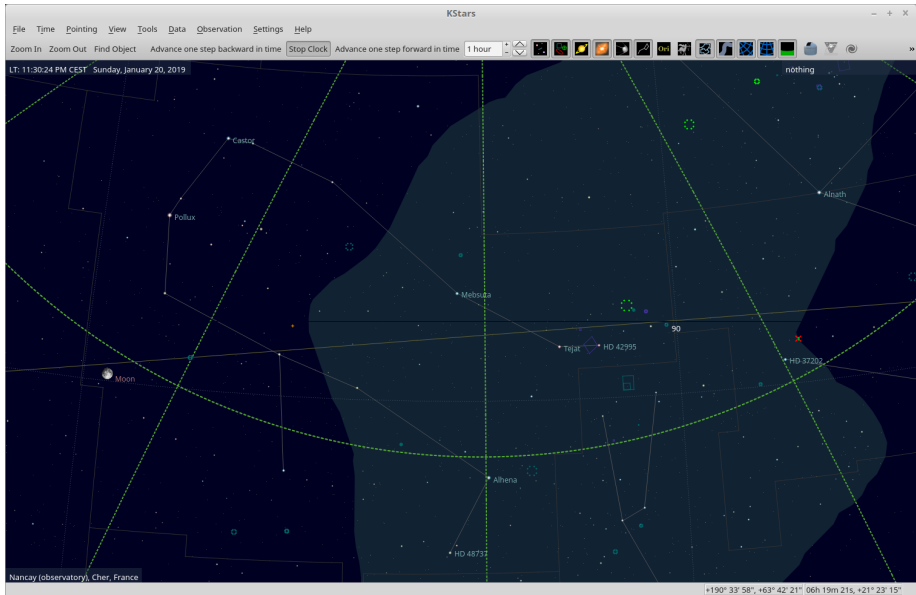 KStars
File Time Pointing View Tools Data Observation Settings Help
Zoom In Zoom Out Find Object Advance one step backward in time Stop Clock Advance one step forward in time 1 hour
Ori
LT: 11:30:24 PM CEST Sunday, January 20, 2019
nothing
Castor
Alnath
Pollux
Mebsuta
90
Tejat
HD 42995
HD 37202
Moon
Alhena
HD 48737
Nancay (observatory), Cher, France
+190° 33' 58", +63° 42' 21" 06h 19m 21s, +21° 23' 15"